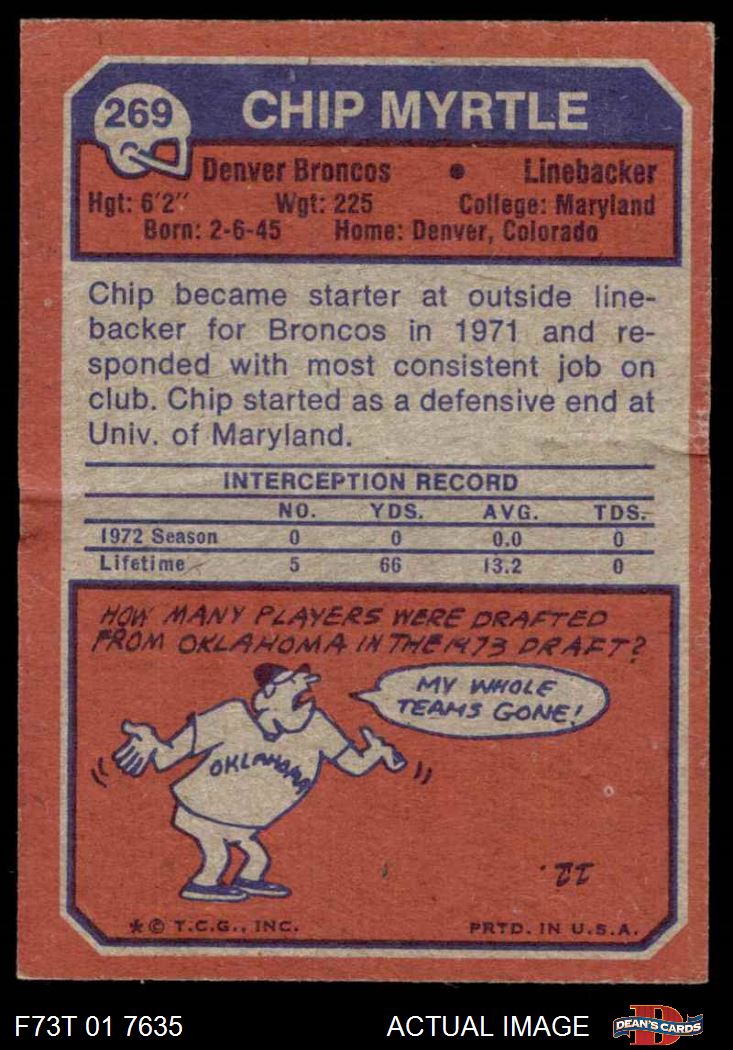 269
CHIP MYRTLE
Denver Broncos • Linebacker
Hgt: 6'2" Wgt: 225 College: Maryland
Born: 2-6-45 Home: Denver, Colorado
Chip became starter at outside line-
backer for Broncos in 1971 and re-
sponded with most consistent job on
club. Chip started as a defensive end at
Univ. of Maryland.
INTERCEPTION RECORD
NO. YDS. AVG. TDS.
1972 Season 0 0 0.0 0
Lifetime 5 66 13.2 0
HOW MANY PLAYERS WERE DRAFTED
FROM OKLAHOMA IN THE 1973 DRAFT?
MY WHOLE
TEAMS GONE!
OKLAHOMA
* © T.C.G., INC. PRTD. IN U.S.A.
F73T 01 7635 ACTUAL IMAGE DEAN'S CARDS